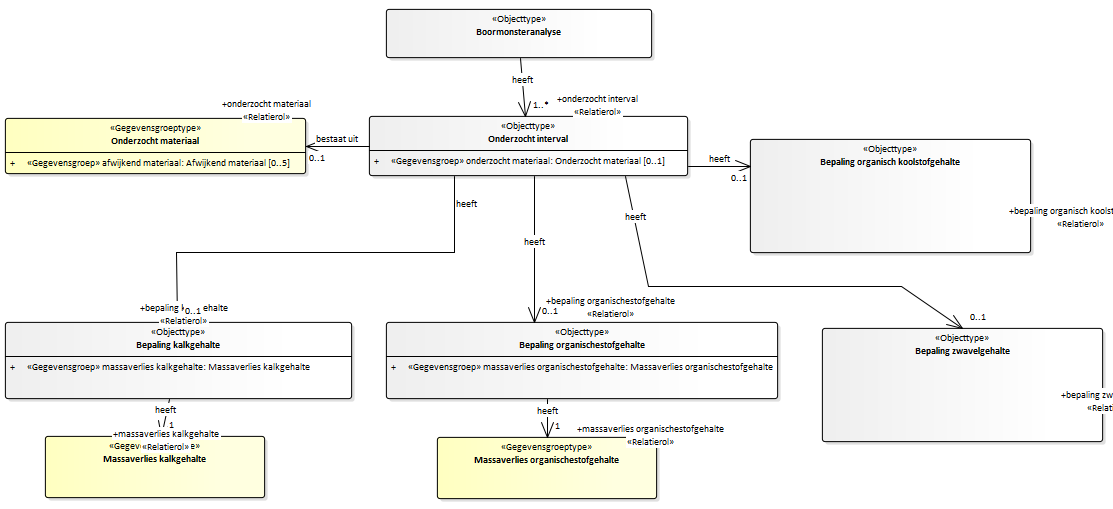 «Objecttype»
Boormonsteranalyse
heeft
1..*
+onderzocht interval
«Relatierol»
+onderzocht materiaal
«Relatierol»
«Gegevensgroeptype»
Onderzocht materiaal
+ «Gegevensgroep» afwijkend materiaal: Afwijkend materiaal [0..5]
bestaat uit
0..1
«Objecttype»
Onderzocht interval
+ «Gegevensgroep» onderzocht materiaal: Onderzocht materiaal [0..1]
heeft
0..1
«Objecttype»
Bepaling organisch koolstofgehalte
+bepaling organisch koolst
«Relatierol»
heeft
heeft
heeft
+bepaling
0..1
ehalte
«Relatierol»
«Objecttype»
Bepaling kalkgehalte
+ «Gegevensgroep» massaverlies kalkgehalte: Massaverlies kalkgehalte
+bepaling organischestofgehalte
0..1
«Relatierol»
«Objecttype»
Bepaling organischestofgehalte
+ «Gegevensgroep» massaverlies organischestofgehalte: Massaverlies organischestofgehalte
0..1
«Objecttype»
Bepaling zwavelgehalte
+bepaling zw
«Relati
heeft
1
+massaverlies kalkgehalte
«Gegev
«Relatierol»
e»
Massaverlies kalkgehalte
heeft
1
+massaverlies organischestofgehalte
«Relatierol»
«Gegevensgroeptype»
Massaverlies organischestofgehalte